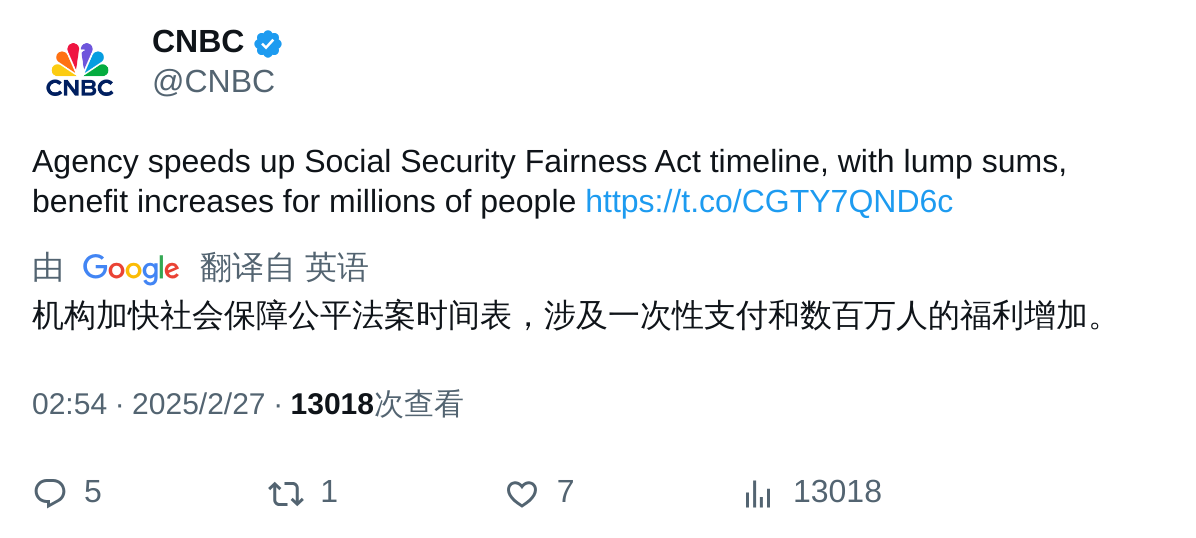 CNBC
@CNBC
CNBC
Agency speeds up Social Security Fairness Act timeline, with lump sums,
benefit increases for millions of people https://t.co/CGTY7QND6c
由 Google 翻译自 英语
机构加快社会保障公平法案时间表，涉及一次性支付和数百万人的福利增加。
02:54 · 2025/2/27 · 13018次查看
5 1 7 13018